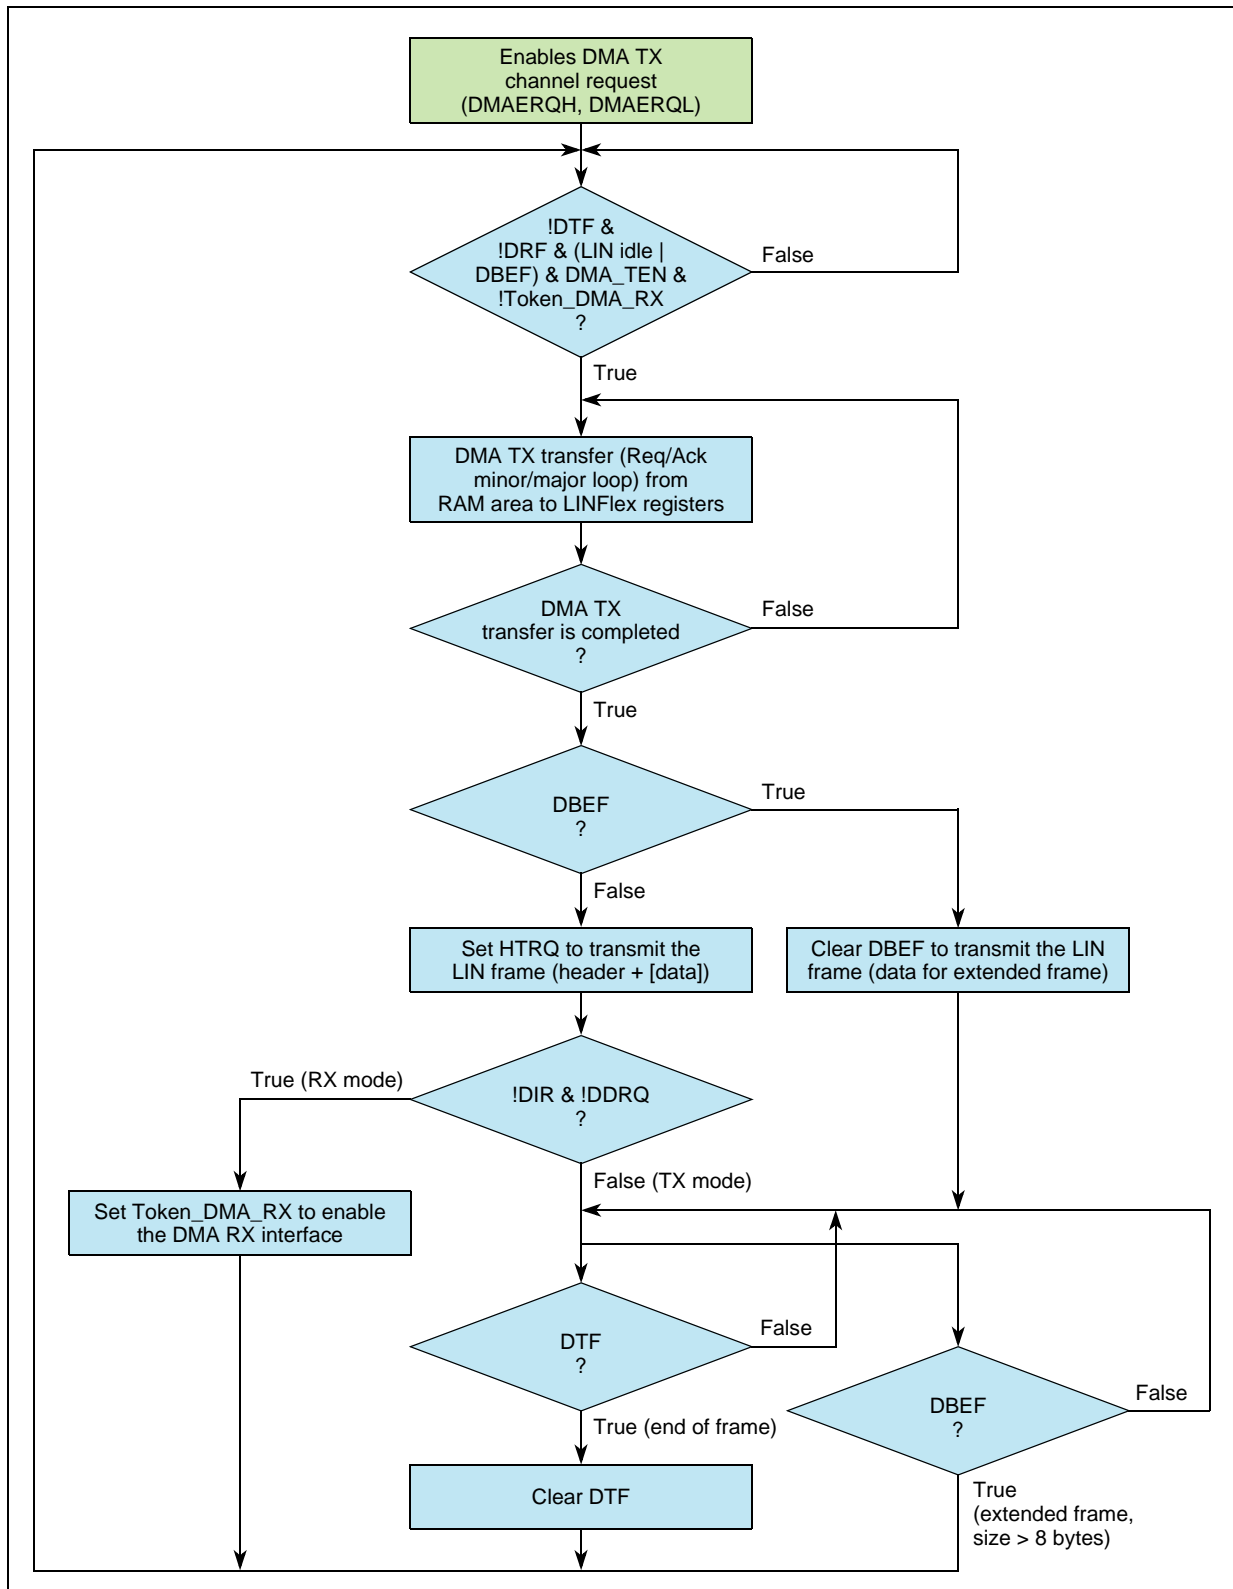 Enables DMA TX
channel request
(DMAERQH, DMAERQL)
!DTF &
!DRF & (LIN idle |
DBEF) & DMA_TEN &
!Token_DMA_RX
?
False
True
DMA TX transfer (Req/Ack
minor/major loop) from
RAM area to LINFlex registers
DMA TX
transfer is completed
?
False
True
DBEF
?
True
False
Set HTRQ to transmit the
LIN frame (header + [data])
Clear DBEF to transmit the LIN
frame (data for extended frame)
True (RX mode)
!DIR & !DDRQ
?
False (TX mode)
Set Token_DMA_RX to enable
the DMA RX interface
DTF
?
False
DBEF
?
False
True (end of frame)
Clear DTF
True
(extended frame,
size > 8 bytes)